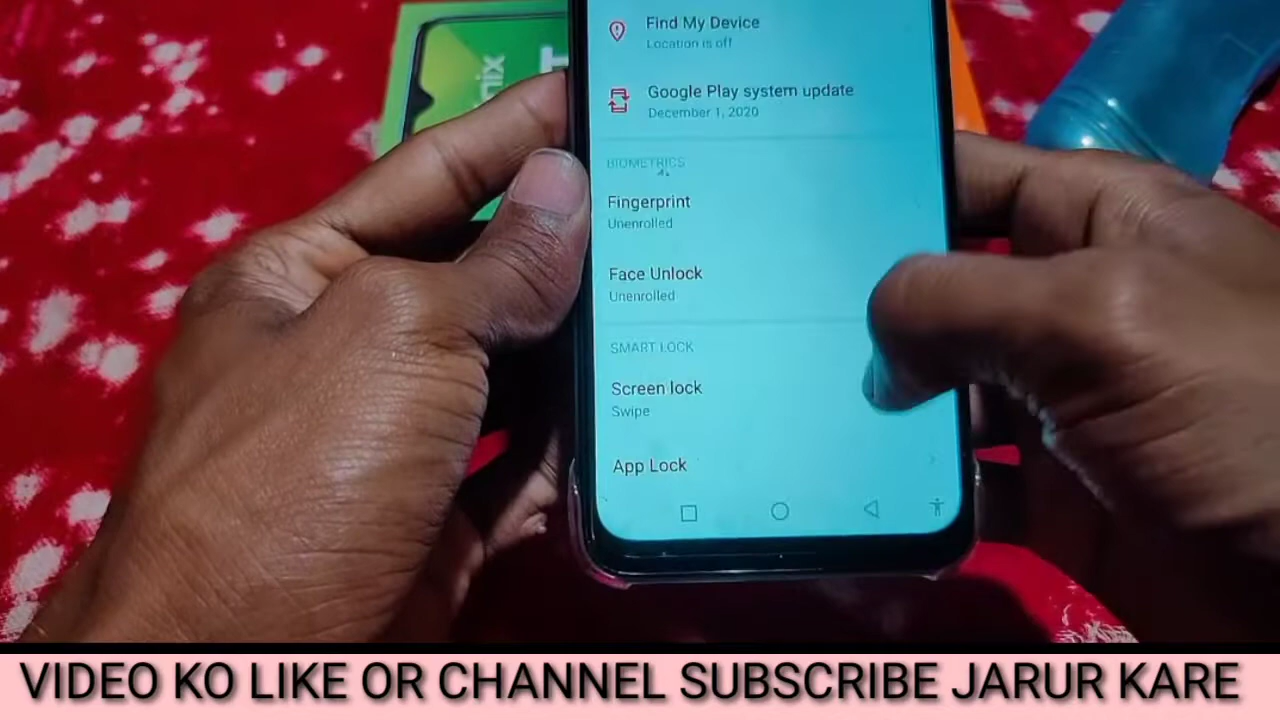 Find My Device
Location is off
Google Play system update
December 1, 2020
BIOMETRICS
Fingerprint
Unenrolled
Face Unlock
Unenrolled
SMART LOCK
Screen lock
Swipe
App Lock
nix
VIDEO KO LIKE OR CHANNEL SUBSCRIBE JARUR KARE